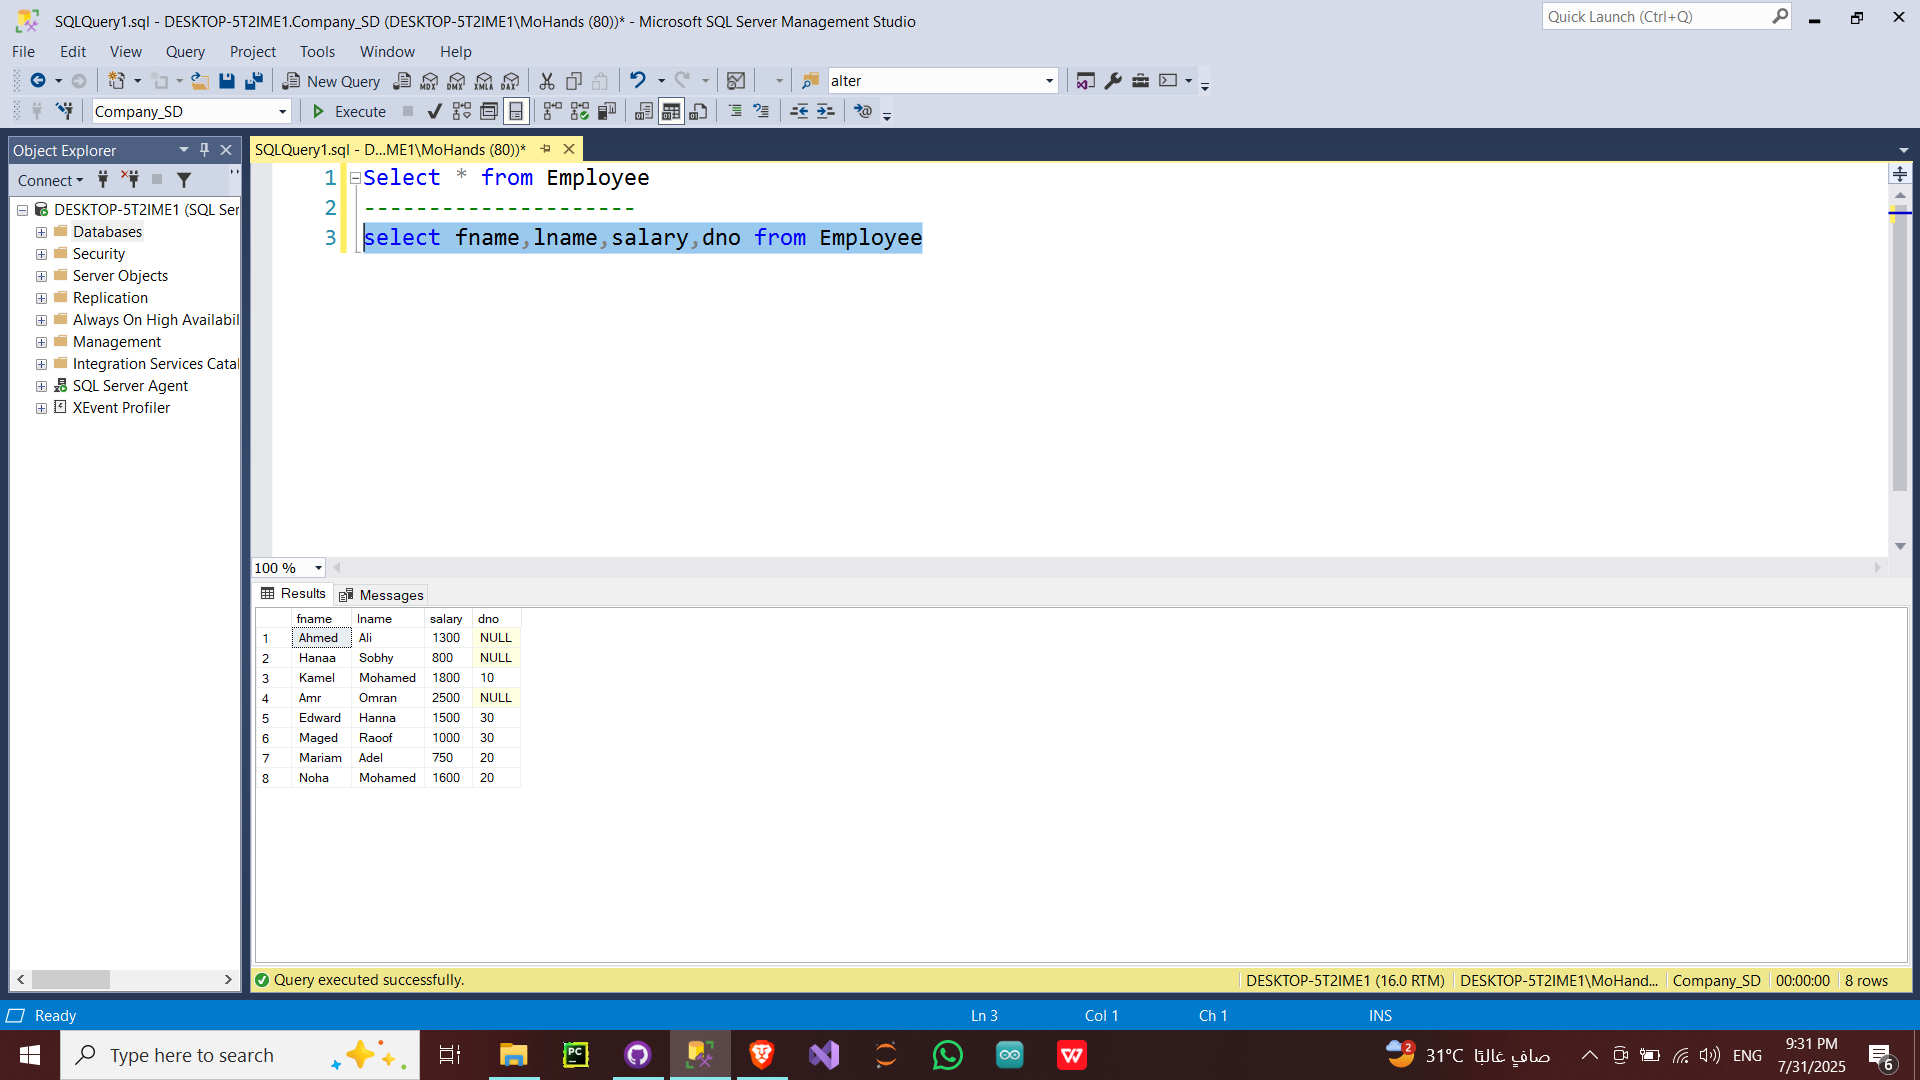 SQLQuery1.sql - DESKTOP-5T2IME1.Company_SD (DESKTOP-5T2IME1\MoHands (80))* - Microsoft SQL Server Management Studio
Quick Launch (Ctrl+Q)
File Edit View Query Project Tools Window Help
New Query MDX DMX XMLA DAX alter
Company_SD Execute
Object Explorer
SQLQuery1.sql - D...ME1\MoHands (80))*
Connect
DESKTOP-5T2IME1 (SQL Ser
Databases
Security
Server Objects
Replication
Always On High Availabil
Management
Integration Services Catal
SQL Server Agent
XEvent Profiler
1 Select * from Employee
2 ---------------------
3 select fname,lname,salary,dno from Employee
100 %
Results Messages
fname lname salary dno
1 Ahmed Ali 1300 NULL
2 Hanaa Sobhy 800 NULL
3 Kamel Mohamed 1800 10
4 Amr Omran 2500 NULL
5 Edward Hanna 1500 30
6 Maged Raoof 1000 30
7 Mariam Adel 750 20
8 Noha Mohamed 1600 20
Query executed successfully. DESKTOP-5T2IME1 (16.0 RTM) DESKTOP-5T2IME1\MoHand... Company_SD 00:00:00 8 rows
Ready Ln 3 Col 1 Ch 1 INS
Type here to search
PC
W
2
31°C صافٍ غالبًا
ENG
9:31 PM
7/31/2025
6